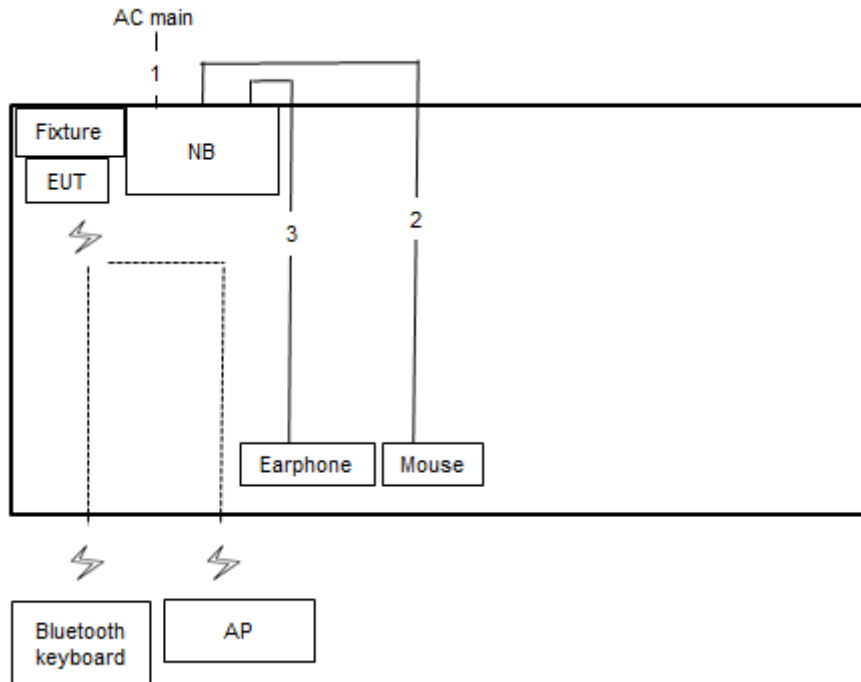 AC main
1
Fixture
NB
EUT
2
3
Earphone
Mouse
Bluetooth
keyboard
AP